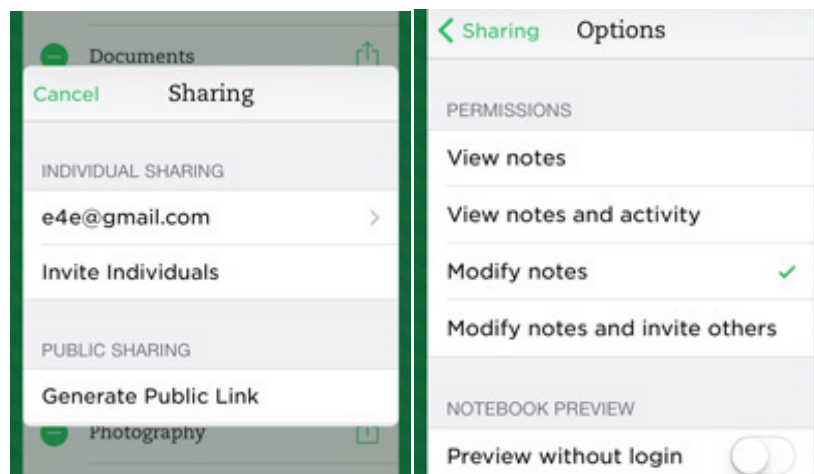 Documents
Cancel Sharing
INDIVIDUAL SHARING
e4e@gmail.com
Invite Individuals
PUBLIC SHARING
Generate Public Link
Photography
Sharing Options
PERMISSIONS
View notes
View notes and activity
Modify notes
Modify notes and invite others
NOTEBOOK PREVIEW
Preview without login